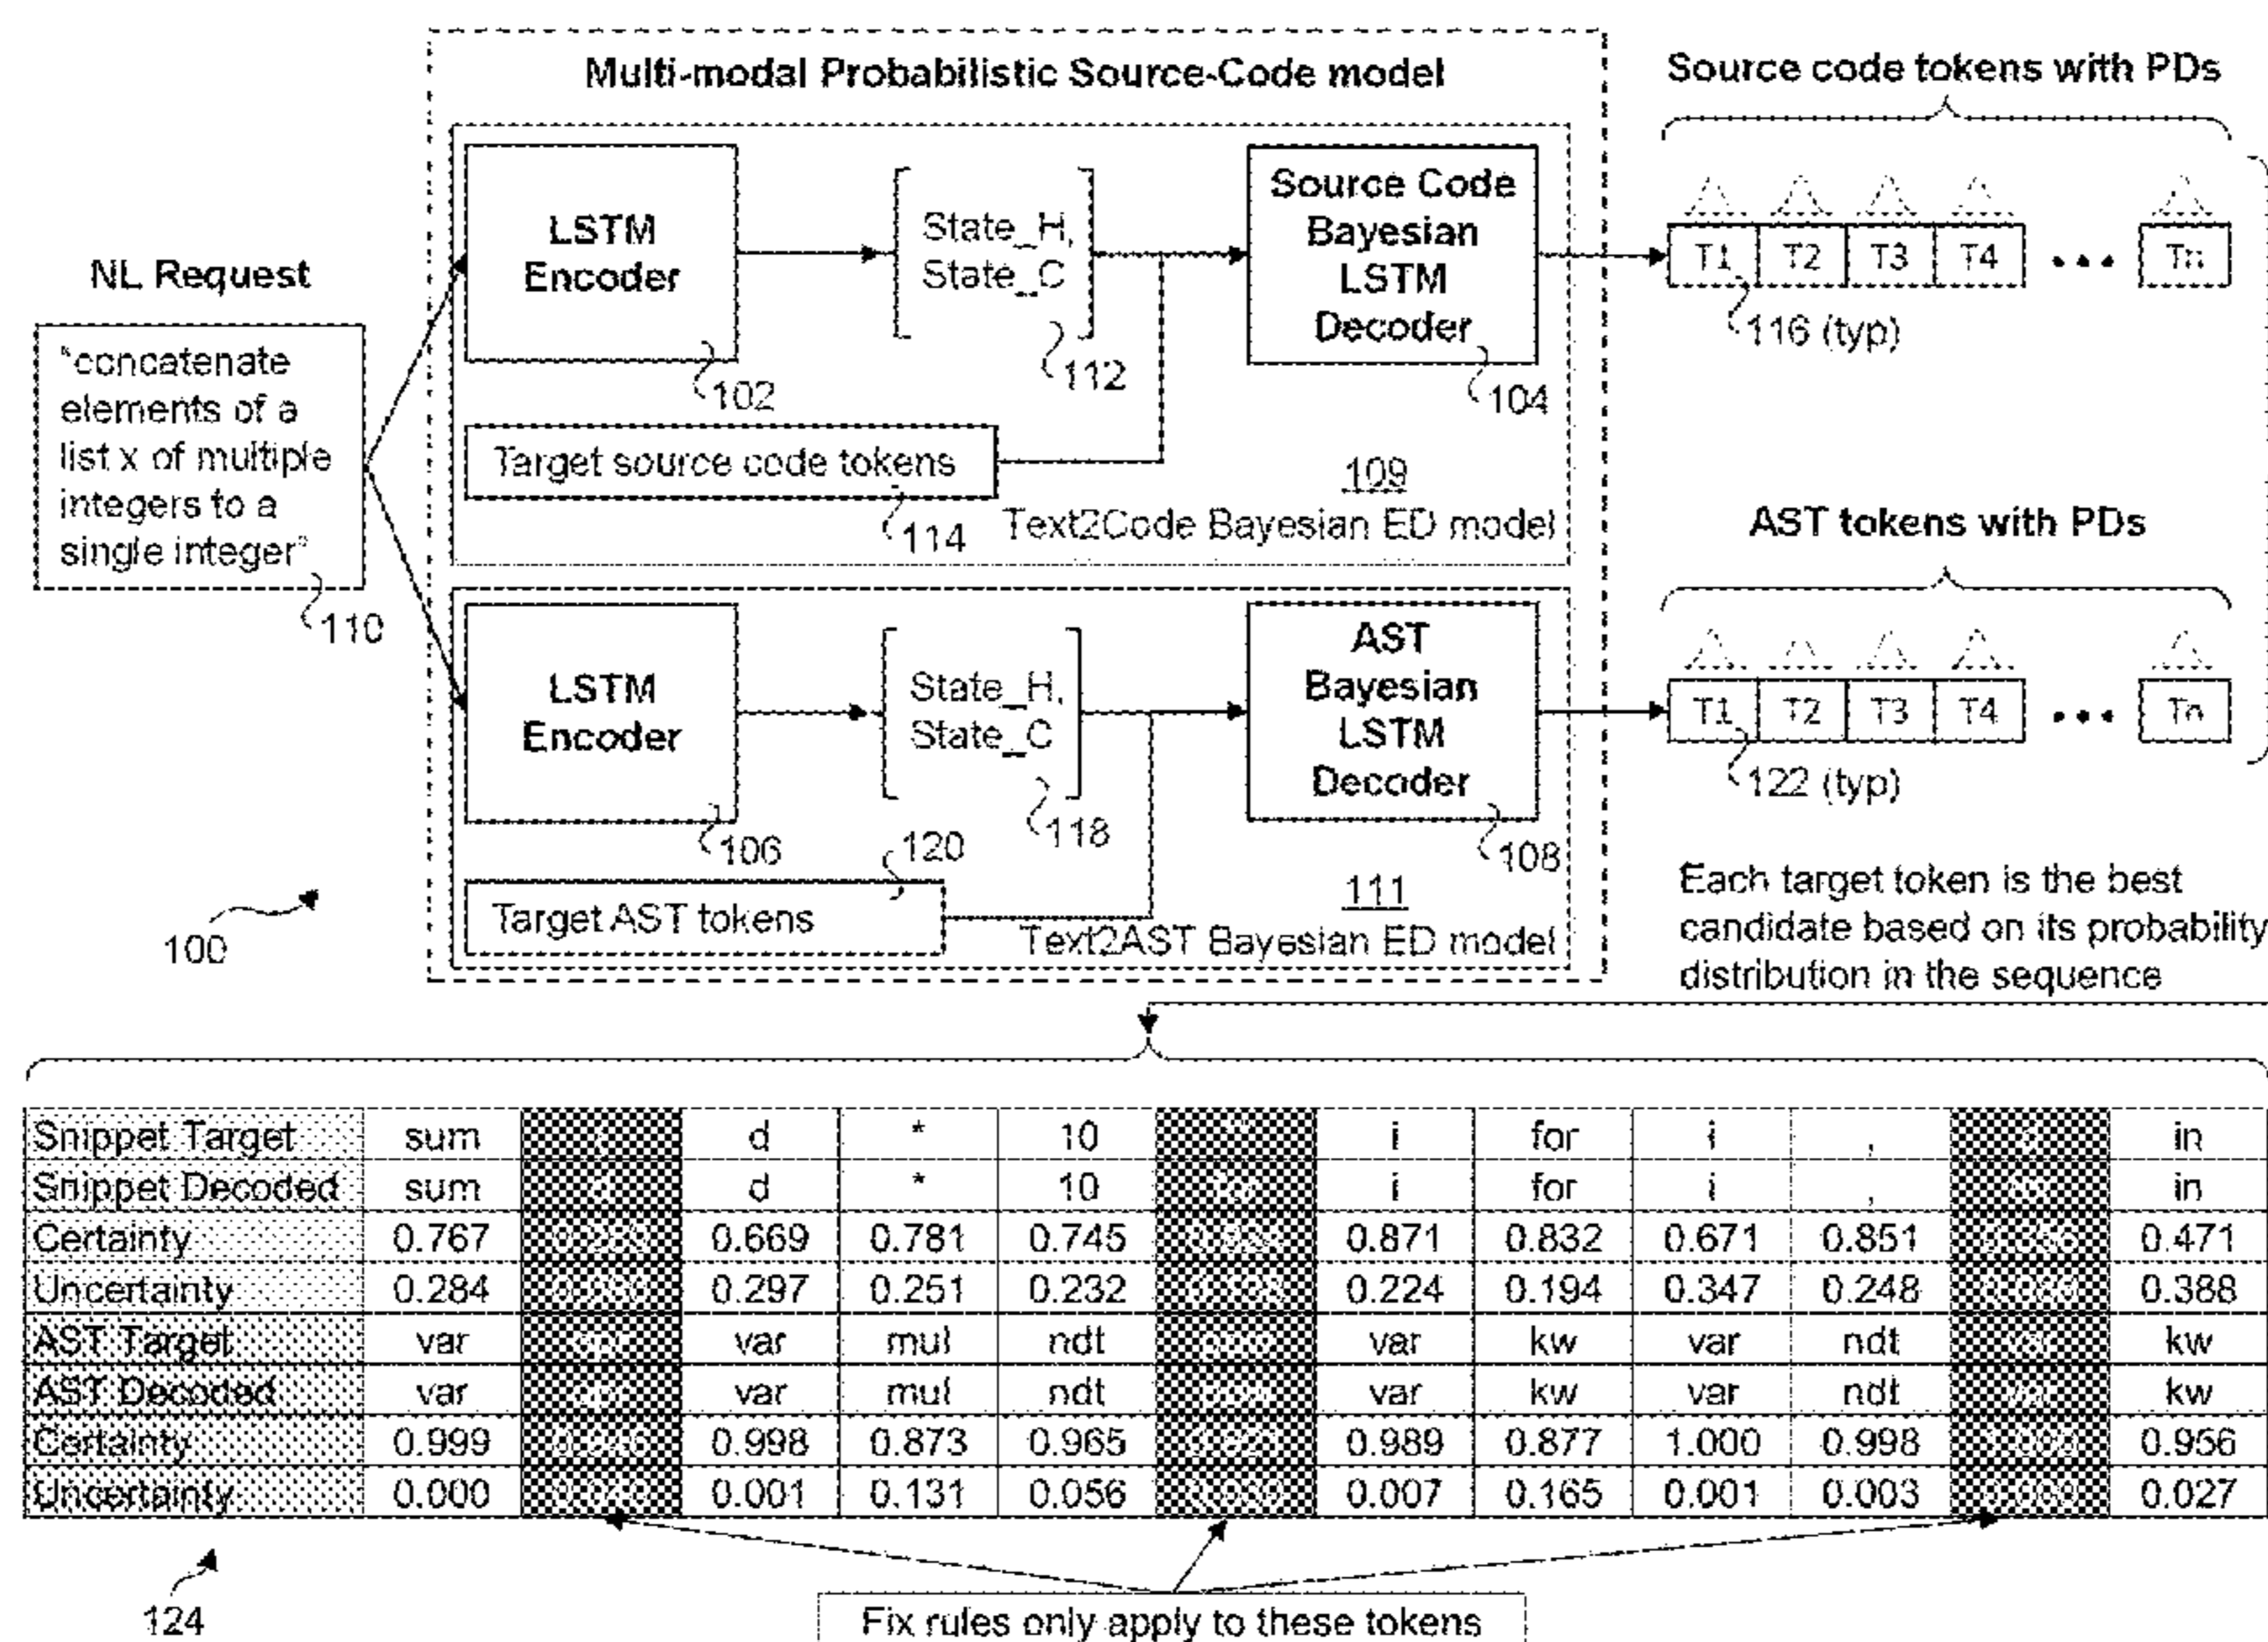 Multi-modal Probabilistic Source-Code model
Source code tokens with PDs
LSTM
Encoder
State_H,
State_C
Source Code
Bayesian
LSTM
Decoder
T1 T2 T3 T4 ••• Tn
NL Request
"concatenate
elements of a
list x of multiple
integers to a
single integer"
110
102
112
104
116 (typ)
Target source code tokens
114
109
Text2Code Bayesian ED model
AST tokens with PDs
LSTM
Encoder
State_H,
State_C
AST
Bayesian
LSTM
Decoder
T1 T2 T3 T4 ••• Tn
106
120
118
108
122 (typ)
Target AST tokens
111
Text2AST Bayesian ED model
100
Each target token is the best
candidate based on its probability
distribution in the sequence
Snippet Target sum d * 10 i for i , in
Snippet Decoded sum d d * 10 i for i , in
Certainty 0.767 0.669 0.781 0.745 0.871 0.832 0.671 0.851 0.471
Uncertainty 0.284 0.297 0.251 0.232 0.224 0.194 0.347 0.248 0.388
AST Target var var mul ndt var kw var ndt var kw
AST Decoded var var mul ndt var kw var ndt var kw
Certainty 0.999 0.998 0.873 0.965 0.989 0.877 1.000 0.998 0.956
Uncertainty 0.000 0.001 0.131 0.056 0.007 0.165 0.001 0.003 0.027
124
Fix rules only apply to these tokens